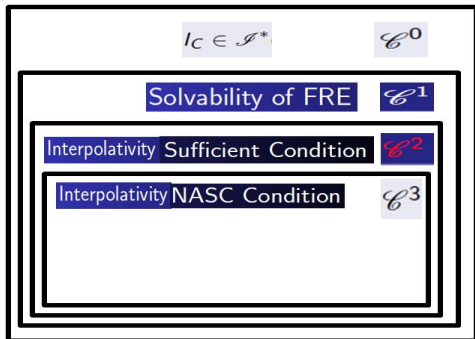 I_C ∈ 𝓘* 𝒞⁰
Solvability of FRE 𝒞¹
Interpolativity Sufficient Condition 𝒞²
Interpolativity NASC Condition 𝒞³